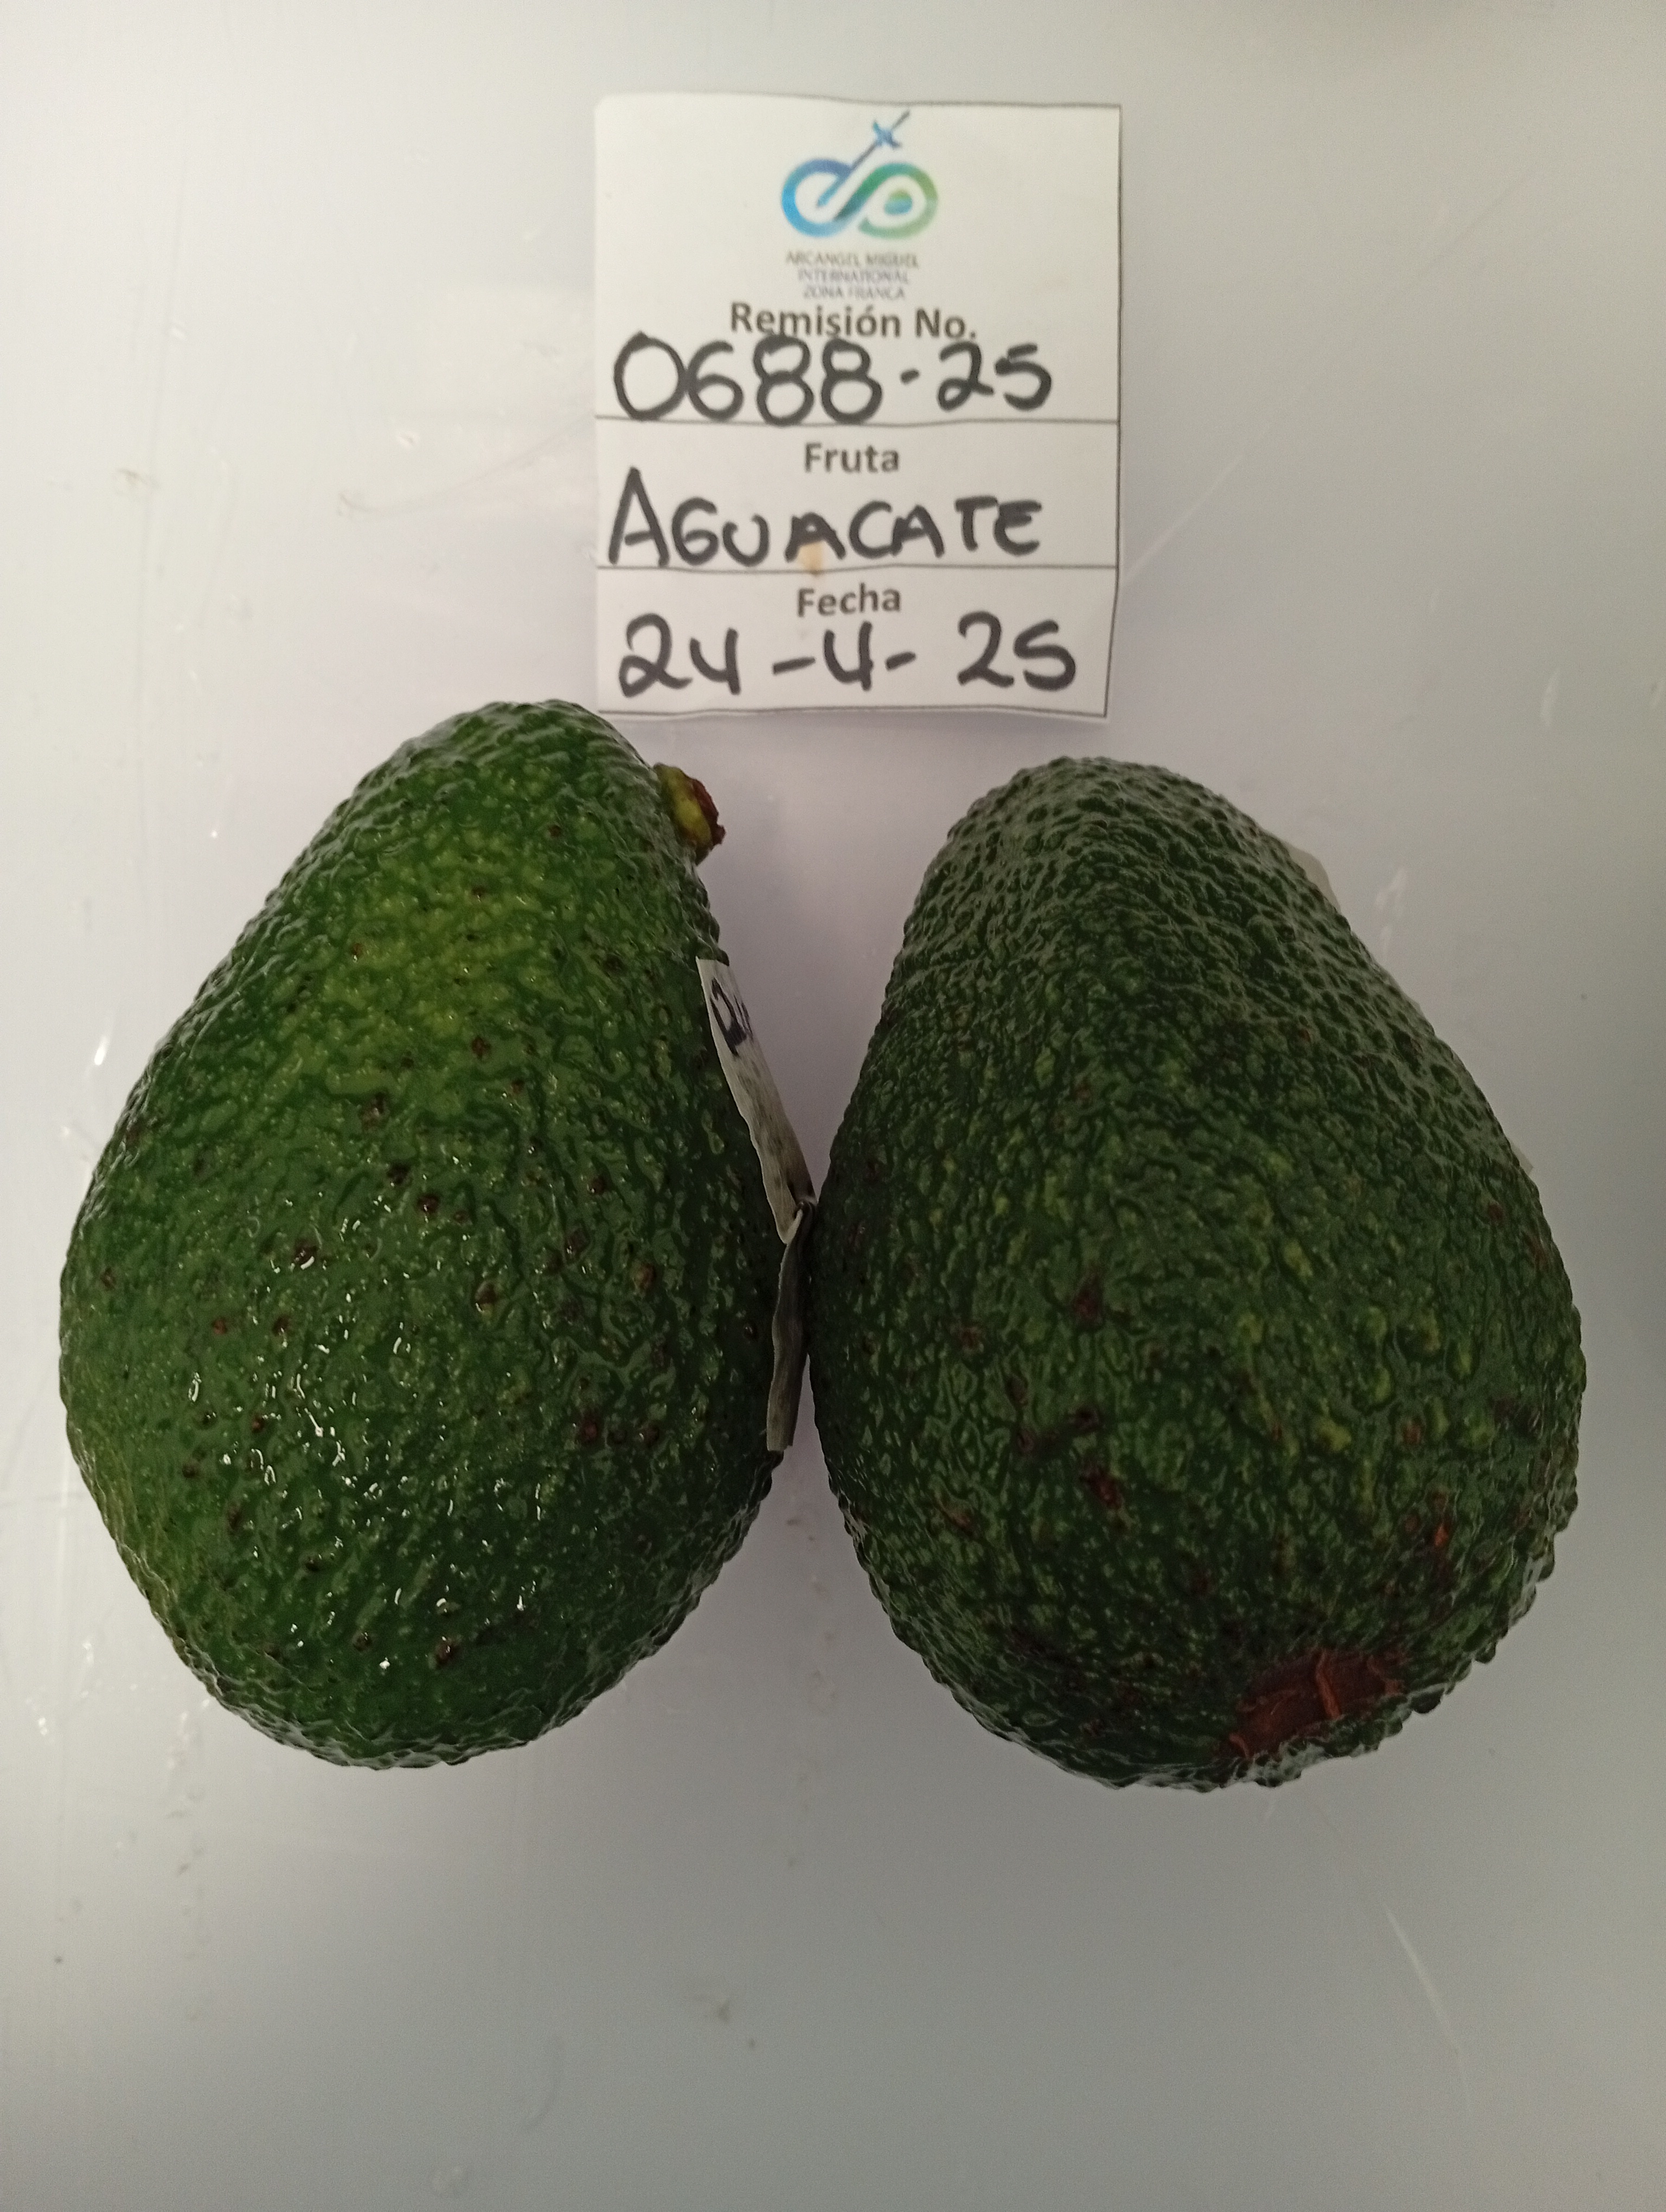 ARCANGEL MIGUEL
INTERNATIONAL
ZONA FRANCA
Remisión No.
0688-25
Fruta
AGUACATE
Fecha
24-4-25